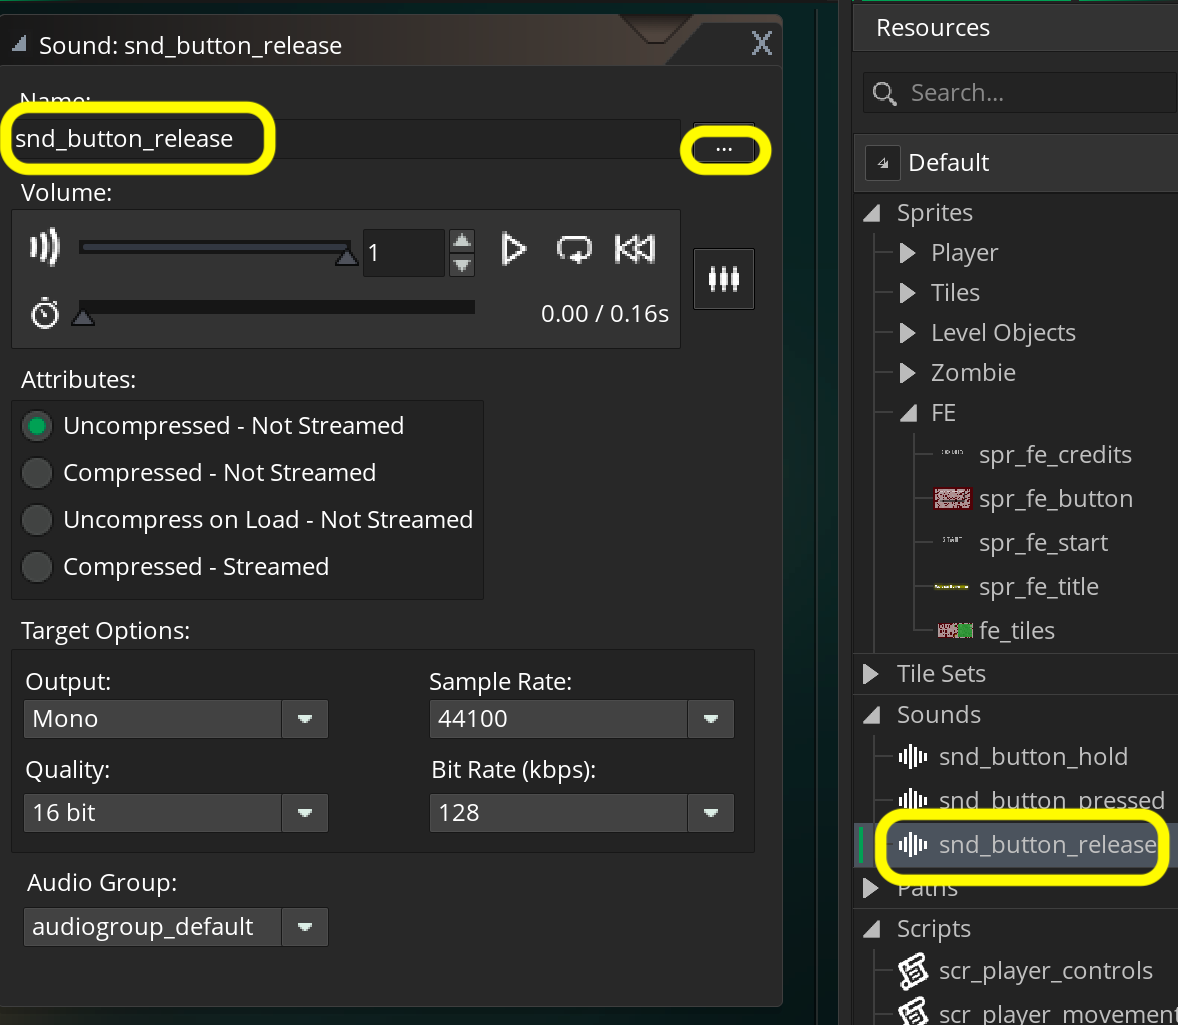 Sound: snd_button_release
X
Name:
snd_button_release
...
Volume:
1
0.00 / 0.16s
Attributes:
Uncompressed - Not Streamed
Compressed - Not Streamed
Uncompress on Load - Not Streamed
Compressed - Streamed
Target Options:
Output:
Sample Rate:
Mono
44100
Quality:
Bit Rate (kbps):
16 bit
128
Audio Group:
audiogroup_default
Resources
Search...
Default
Sprites
Player
Tiles
Level Objects
Zombie
FE
spr_fe_credits
spr_fe_button
spr_fe_start
spr_fe_title
fe_tiles
Tile Sets
Sounds
snd_button_hold
snd_button_pressed
snd_button_release
Paths
Scripts
scr_player_controls
scr_player_movement